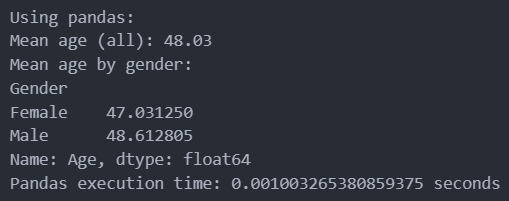 Using pandas:
Mean age (all): 48.03
Mean age by gender:
Gender
Female    47.031250
Male      48.612805
Name: Age, dtype: float64
Pandas execution time: 0.001003265380859375 seconds